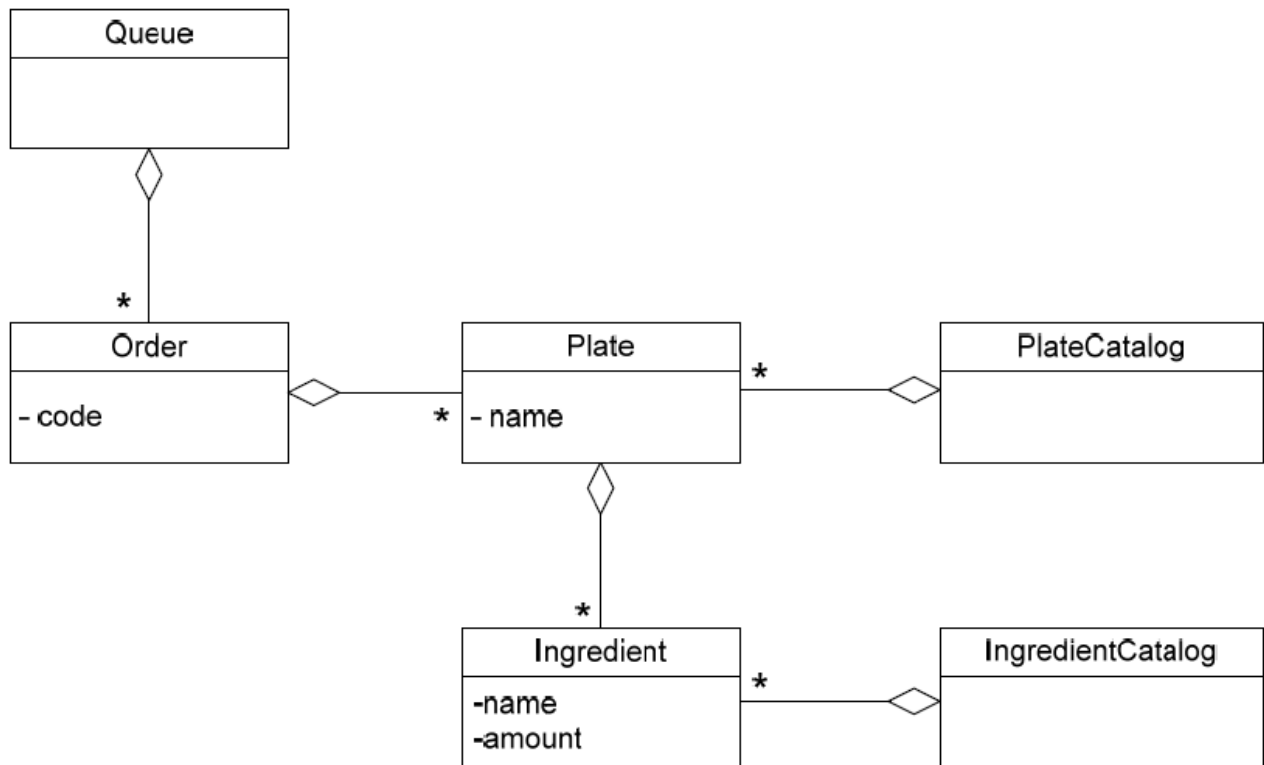 Queue
*
Order
- code
*
Plate
- name
*
PlateCatalog
*
Ingredient
-name
-amount
*
IngredientCatalog